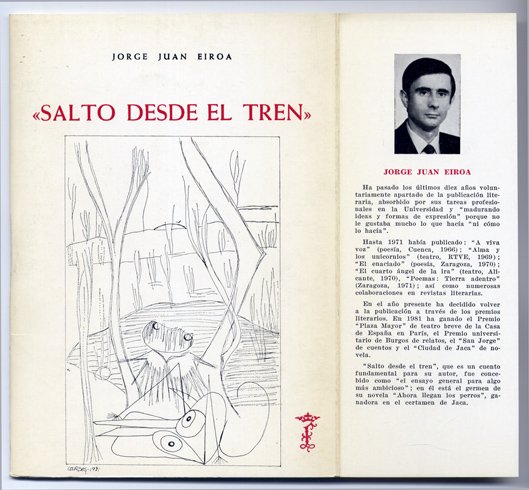 JORGE JUAN EIROA
«SALTO DESDE EL TREN»
JORGE JUAN EIROA
Ha pasado los últimos diez años volun-
tariamente apartado de la publicación lite-
raria, absorbido por sus tareas profesio-
nales en la Universidad y "madurando
ideas y formas de expresión" porque no
le gustaba mucho lo que hacía "ni cómo
lo hacía".
Hasta 1971 había publicado: "A viva
voz" (poesía, Cuenca, 1966); "Alma y
los unicornios" (teatro, RTVE, 1969);
"El enaciado" (poesía, Zaragoza, 1970);
"El cuarto ángel de la ira" (teatro, Ali-
cante, 1970), "Poemas: Tierra adentro"
(Zaragoza, 1971); así como numerosas
colaboraciones en revistas literarias.
En el año presente ha decidido volver
a la publicación a través de los premios
literarios. En 1981 ha ganado el Premio
"Plaza Mayor" de teatro breve de la Casa
de España en París, el Premio universi-
tario de Burgos de relatos, el "San Jorge"
de cuentos y el "Ciudad de Jaca" de no-
vela.
"Salto desde el tren", que es un cuento
fundamental para su autor, fue conce-
bido como "el ensayo general para algo
más ambicioso"; en él está el germen de
su novela "Ahora llegan los perros", ga-
nadora en el certamen de Jaca.